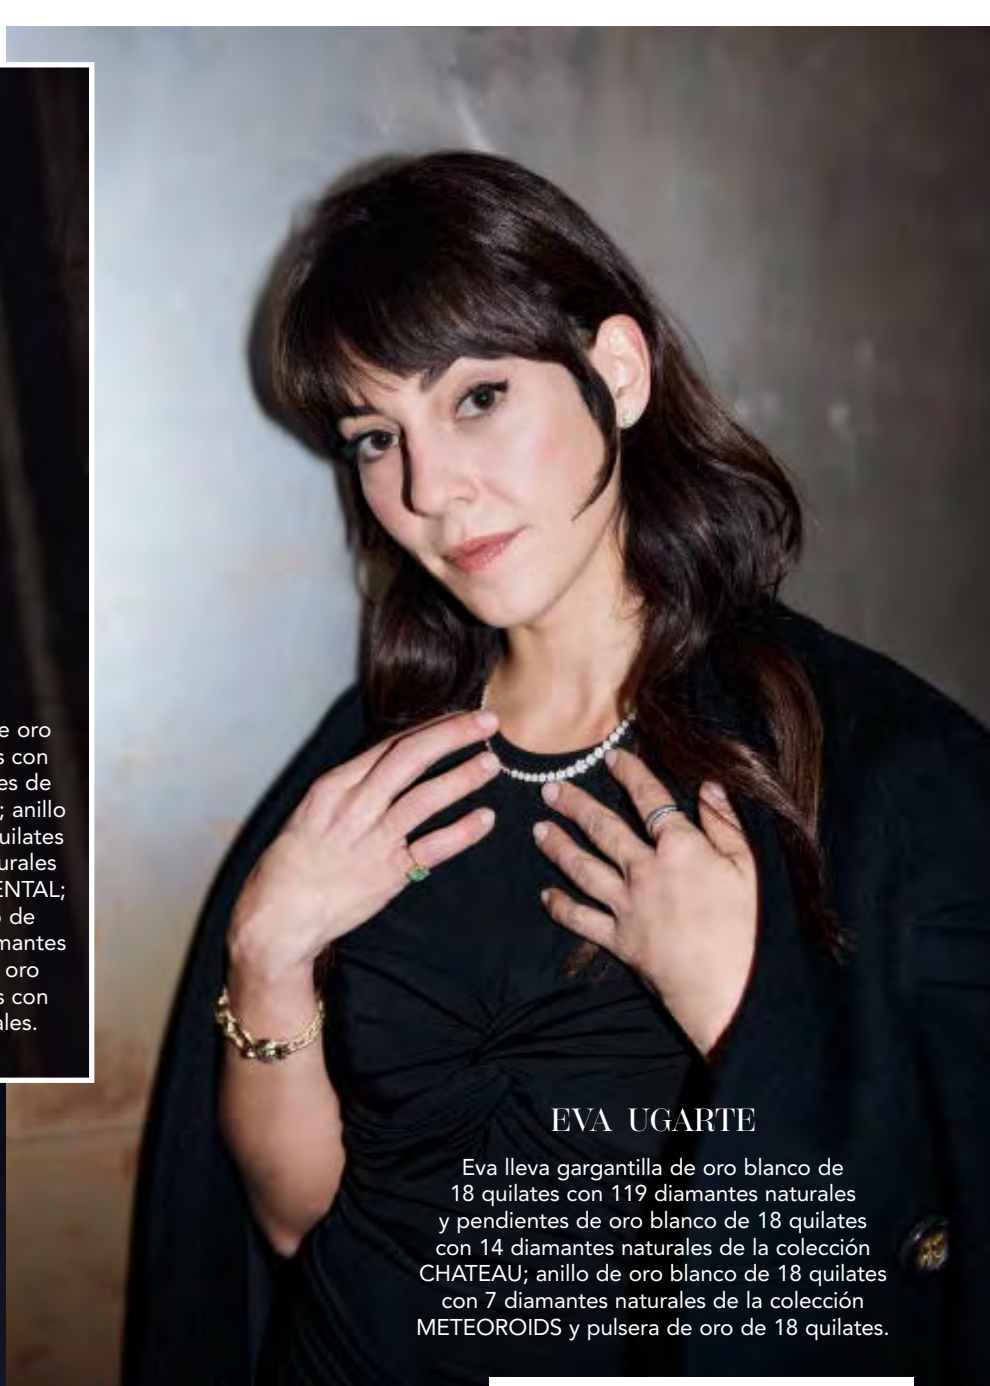 e oro
s con
es de
; anillo
uilates
urales
ENTAL;
o de
mantes
oro
s con
ales.
EVA UGARTE
Eva lleva gargantilla de oro blanco de
18 quilates con 119 diamantes naturales
y pendientes de oro blanco de 18 quilates
con 14 diamantes naturales de la colección
CHATEAU; anillo de oro blanco de 18 quilates
con 7 diamantes naturales de la colección
METEOROIDS y pulsera de oro de 18 quilates.